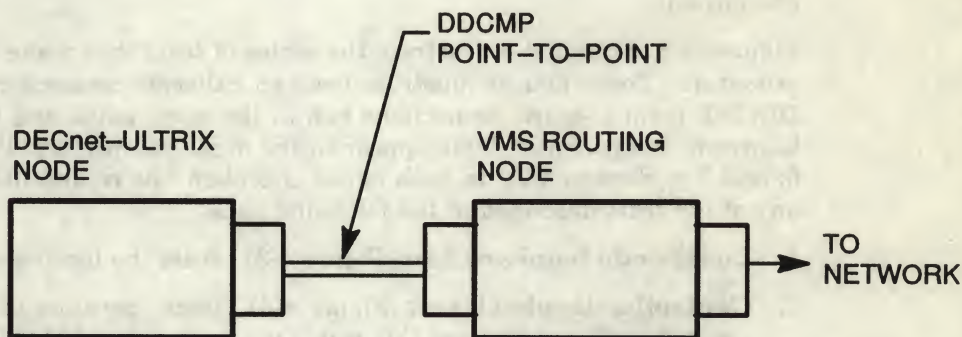 DDCMP
POINT–TO–POINT
DECnet–ULTRIX
NODE
VMS ROUTING
NODE
TO
NETWORK